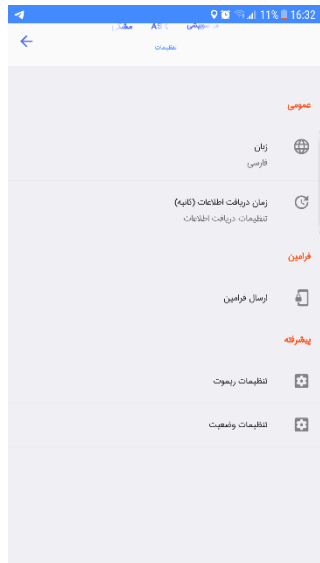 11% 16:32
تنظیمات
عمومی
زبان
فارسی
زمان دریافت اطلاعات (ثانیه)
تنظیمات دریافت اطلاعات
فرامین
ارسال فرامین
پیشرفته
تنظیمات ریموت
تنظیمات وضعیت